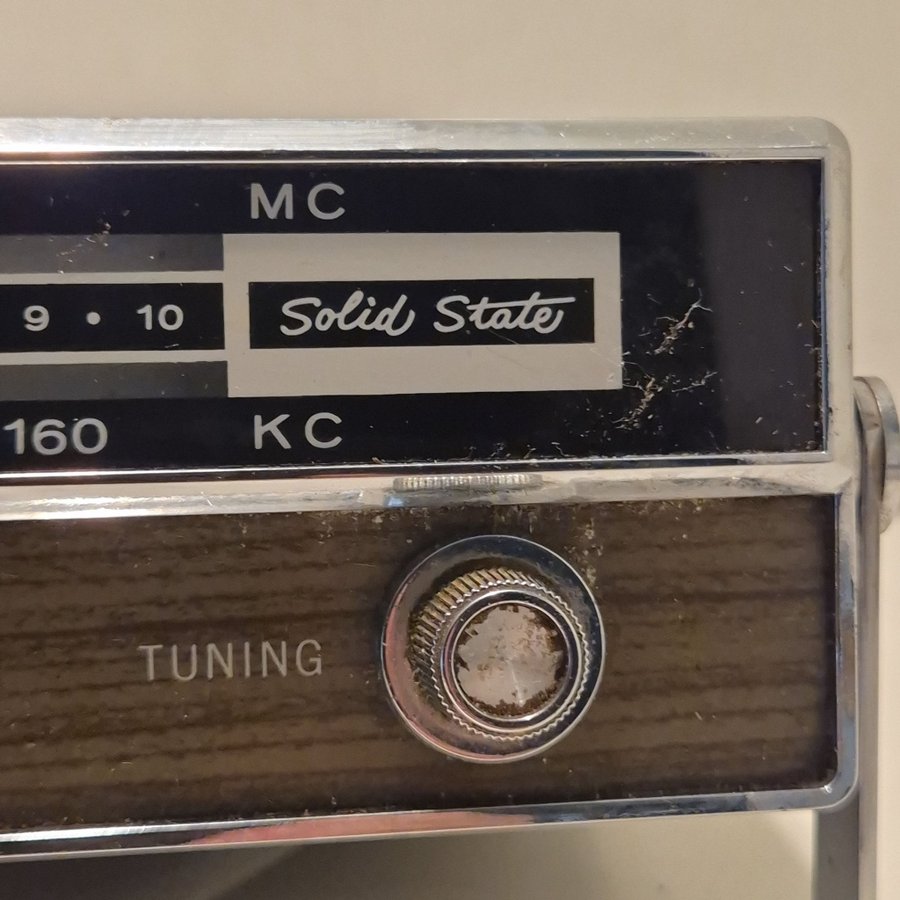 MC
9 • 10
Solid State
160
KC
TUNING